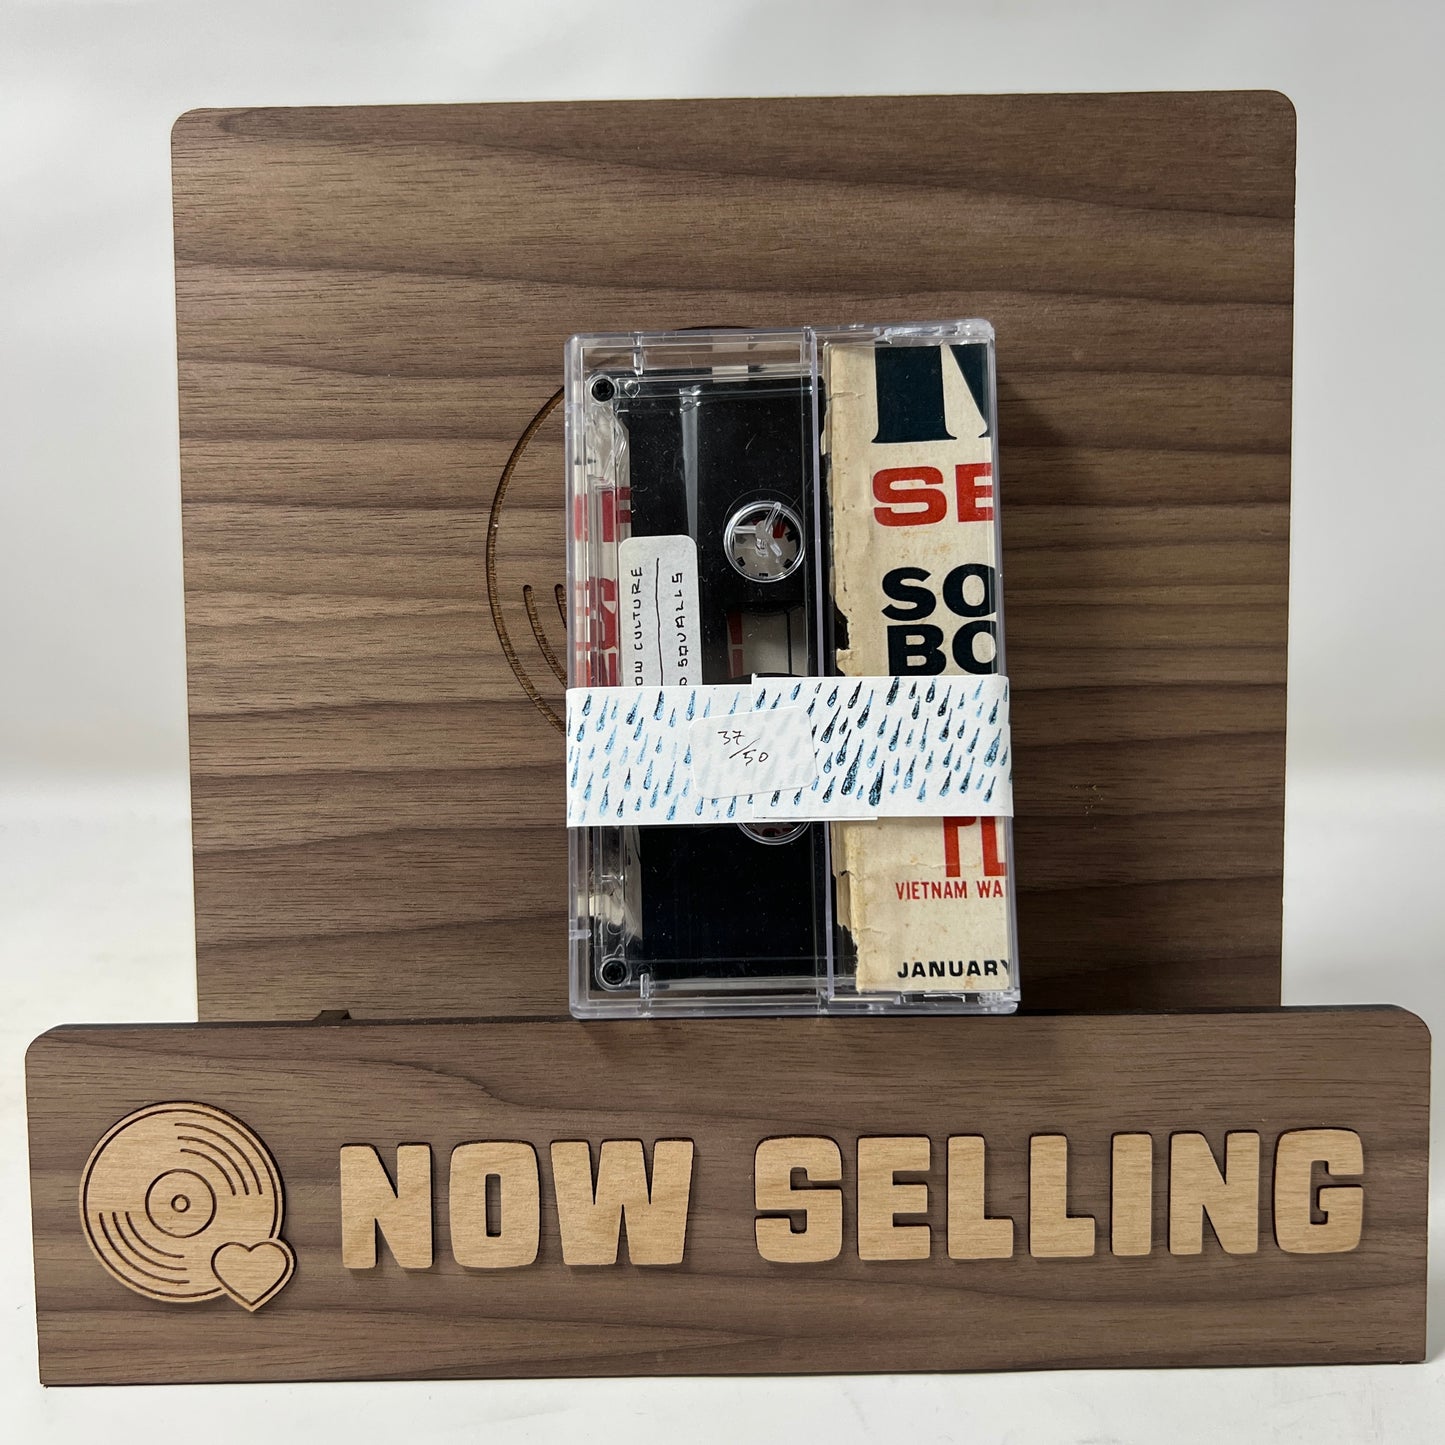 SE
SO
BO
VIETNAM WA
JANUARY
OW CULTURE
SQUALLS
37/50
NOW SELLING